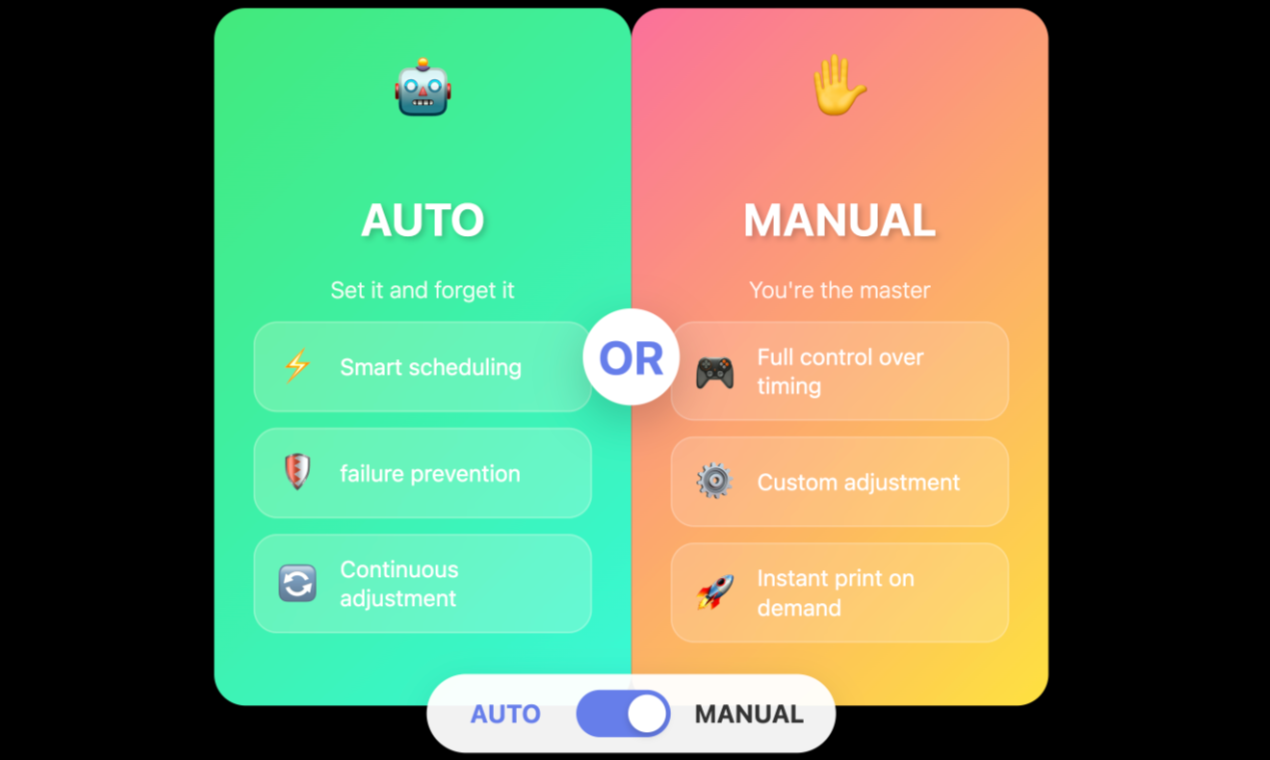 AUTO
Set it and forget it
Smart scheduling
failure prevention
Continuous
adjustment
OR
MANUAL
You're the master
Full control over
timing
Custom adjustment
Instant print on
demand
AUTO
MANUAL